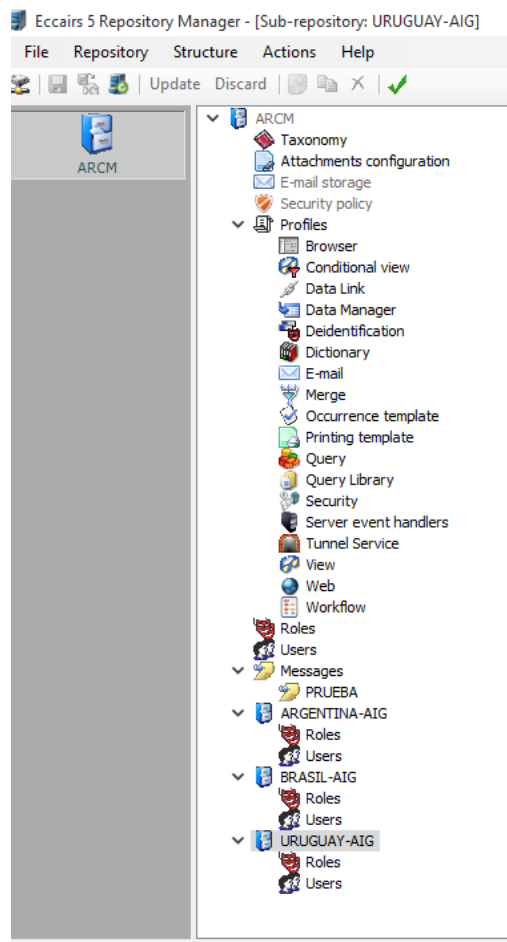 Eccairs 5 Repository Manager - [Sub-repository: URUGUAY-AIG]
File Repository Structure Actions Help
Update Discard
ARCM
ARCM
Taxonomy
Attachments configuration
E-mail storage
Security policy
Profiles
Browser
Conditional view
Data Link
Data Manager
Deidentification
Dictionary
E-mail
Merge
Occurrence template
Printing template
Query
Query Library
Security
Server event handlers
Tunnel Service
View
Web
Workflow
Roles
Users
Messages
PRUEBA
ARGENTINA-AIG
Roles
Users
BRASIL-AIG
Roles
Users
URUGUAY-AIG
Roles
Users